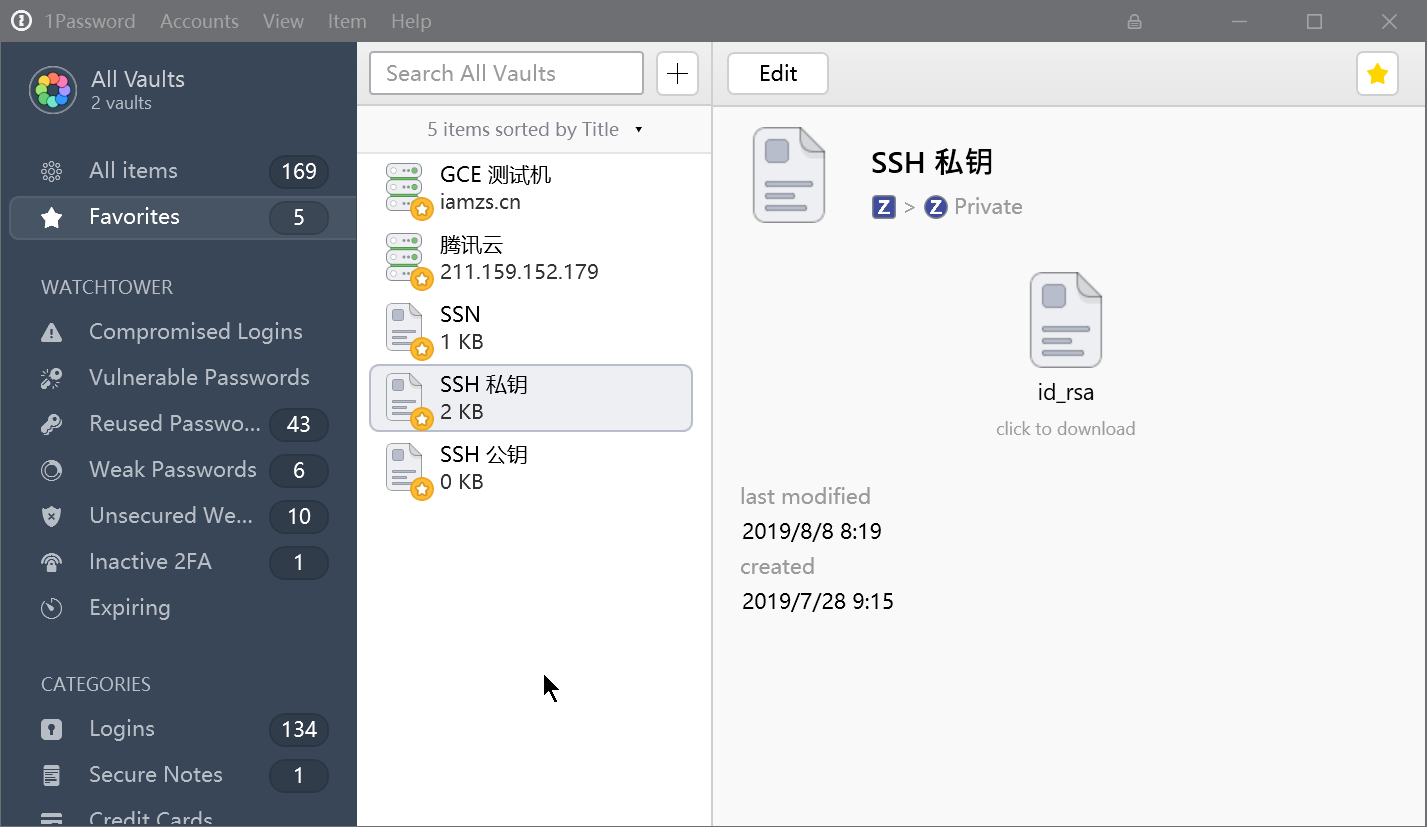 1Password Accounts View Item Help
All Vaults
2 vaults
All items 169
Favorites 5
WATCHTOWER
Compromised Logins
Vulnerable Passwords
Reused Passwo... 43
Weak Passwords 6
Unsecured We... 10
Inactive 2FA 1
Expiring
CATEGORIES
Logins 134
Secure Notes 1
Credit Cards
Search All Vaults
5 items sorted by Title
GCE 测试机
iamzs.cn
腾讯云
211.159.152.179
SSN
1 KB
SSH 私钥
2 KB
SSH 公钥
0 KB
Edit
SSH 私钥
Z > Z Private
id_rsa
click to download
last modified
2019/8/8 8:19
created
2019/7/28 9:15